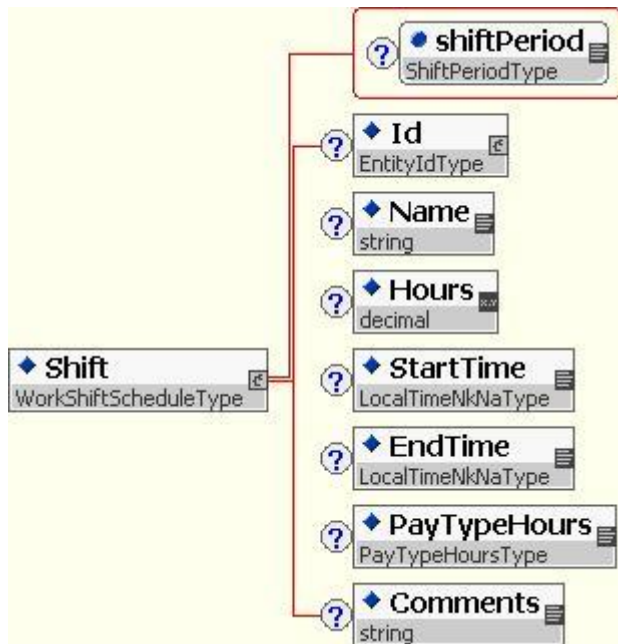 ?
shiftPeriod
ShiftPeriodType
?
Id
EntityIdType
?
Name
string
?
Hours
x.y
decimal
Shift
WorkShiftScheduleType
?
StartTime
LocalTimeNkNaType
?
EndTime
LocalTimeNkNaType
?
PayTypeHours
PayTypeHoursType
?
Comments
string